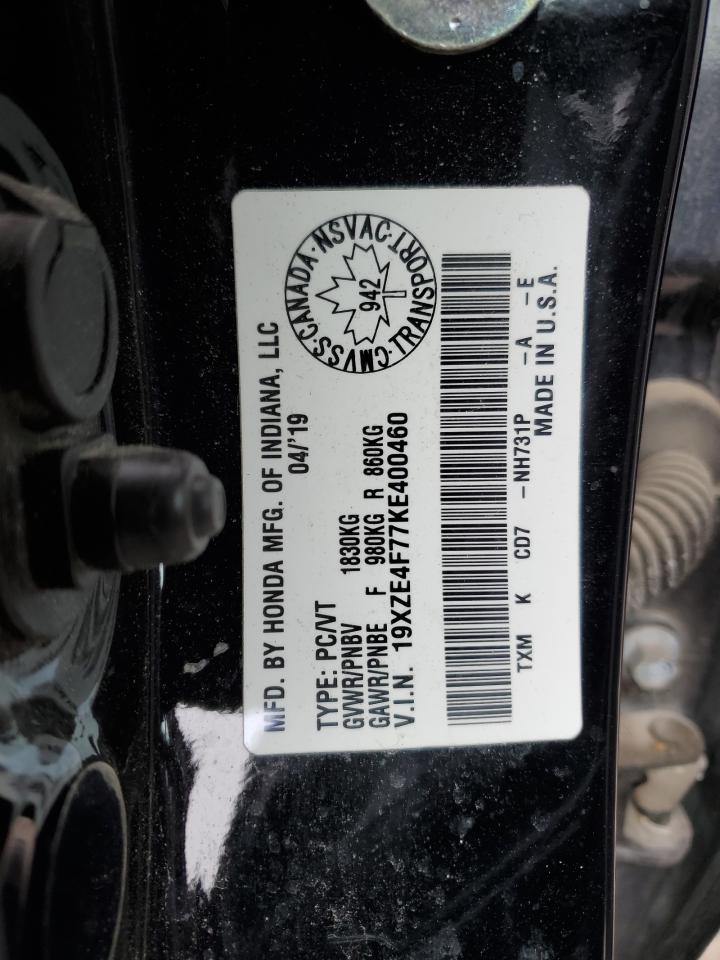 MFD. BY HONDA MFG. OF INDIANA, LLC
04/'19
TYPE: PC/VT
GVWR/PNBV 1830KG
GAWR/PNBE F 980KG R 860KG
V.I.N. 19XZE4F77KE400460
CMVSS·CANADA·NSVAC·TRANSPORT·
942
TXM K CD7 -NH731P -A -E
MADE IN U.S.A.